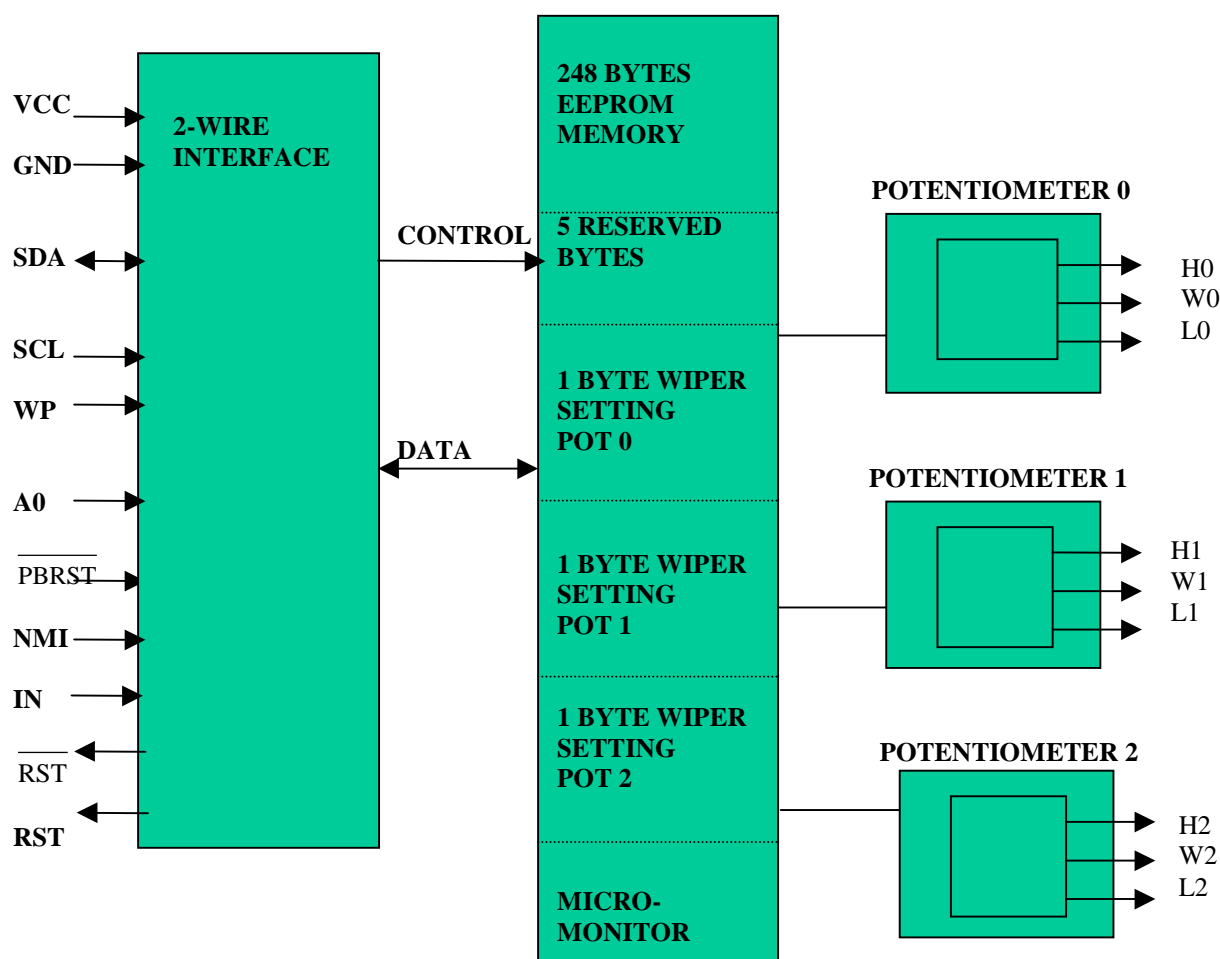 VCC
GND
SDA
SCL
WP
A0
PBRST
NMI
IN
RST
RST
2-WIRE
INTERFACE
CONTROL
DATA
248 BYTES
EEPROM
MEMORY
5 RESERVED
BYTES
1 BYTE WIPER
SETTING
POT 0
1 BYTE WIPER
SETTING
POT 1
1 BYTE WIPER
SETTING
POT 2
MICRO-
MONITOR
POTENTIOMETER 0
H0
W0
L0
POTENTIOMETER 1
H1
W1
L1
POTENTIOMETER 2
H2
W2
L2